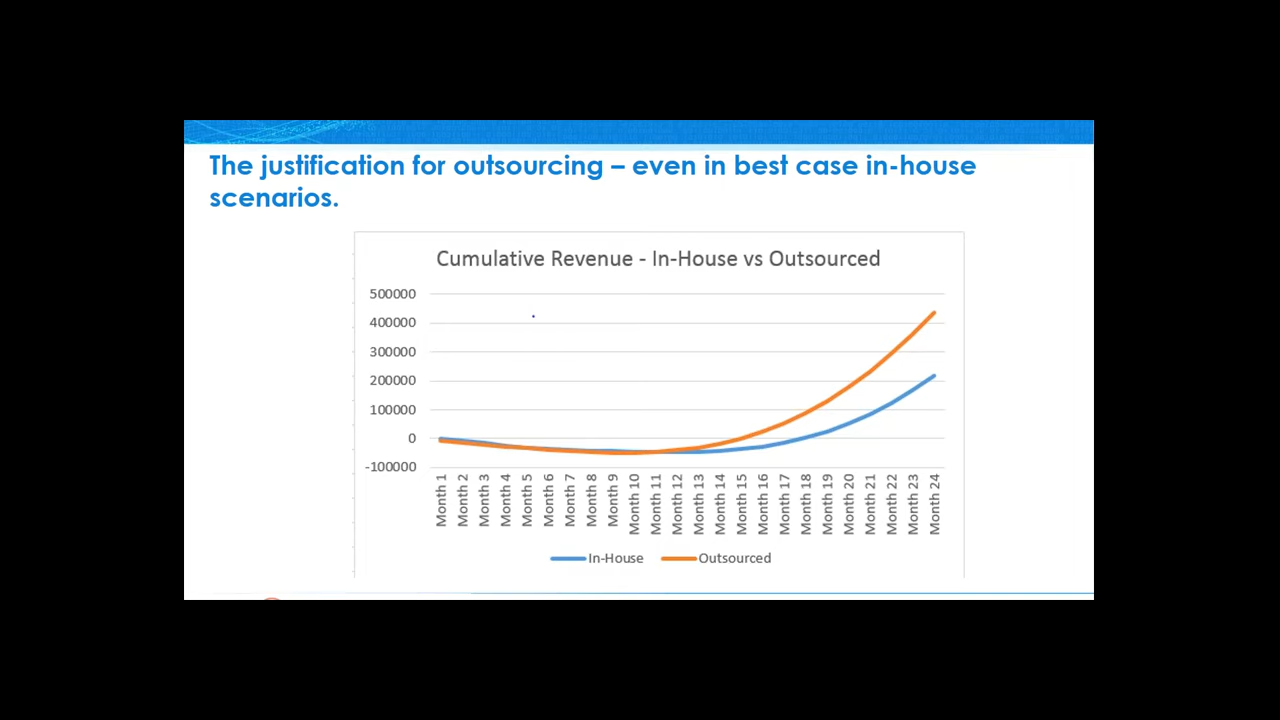 The justification for outsourcing – even in best case in-house
scenarios.
Cumulative Revenue - In-House vs Outsourced
500000
400000
300000
200000
100000
0
-100000
Month 1
Month 2
Month 3
Month 4
Month 5
Month 6
Month 7
Month 8
Month 9
Month 10
Month 11
Month 12
Month 13
Month 14
Month 15
Month 16
Month 17
Month 18
Month 19
Month 20
Month 21
Month 22
Month 23
Month 24
In-House
Outsourced